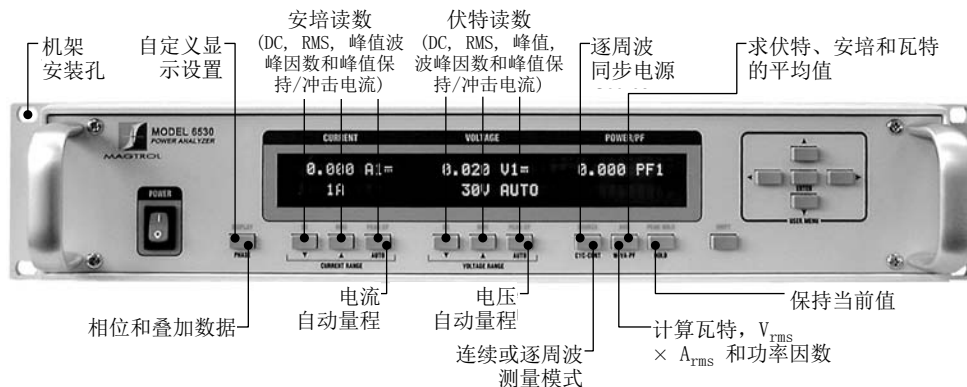 安培读数
(DC, RMS, 峰值波
峰因数和峰值保
持/冲击电流)
伏特读数
(DC, RMS, 峰值,
波峰因数和峰值保
持/冲击电流)
机架
安装孔
自定义显
示设置
逐周波
同步电源
求伏特、安培和瓦特
的平均值
MODEL 6530
POWER ANALYZER
MAGTROL
POWER
CURRENT
VOLTAGE
POWER/PF
0.000 A1 0.020 V1 0.000 PF1
1A 30V AUTO
ENTER
USER MENU
DISPLAY
PEAK HOLD
SHIFT
PHASE
AUTO
CURRENT RANGE
AUTO
VOLTAGE RANGE
CYC-CONT
W/VA-PF
HOLD
相位和叠加数据
电流
自动量程
电压
自动量程
连续或逐周波
测量模式
保持当前值
计算瓦特，Vrms
× Arms 和功率因数